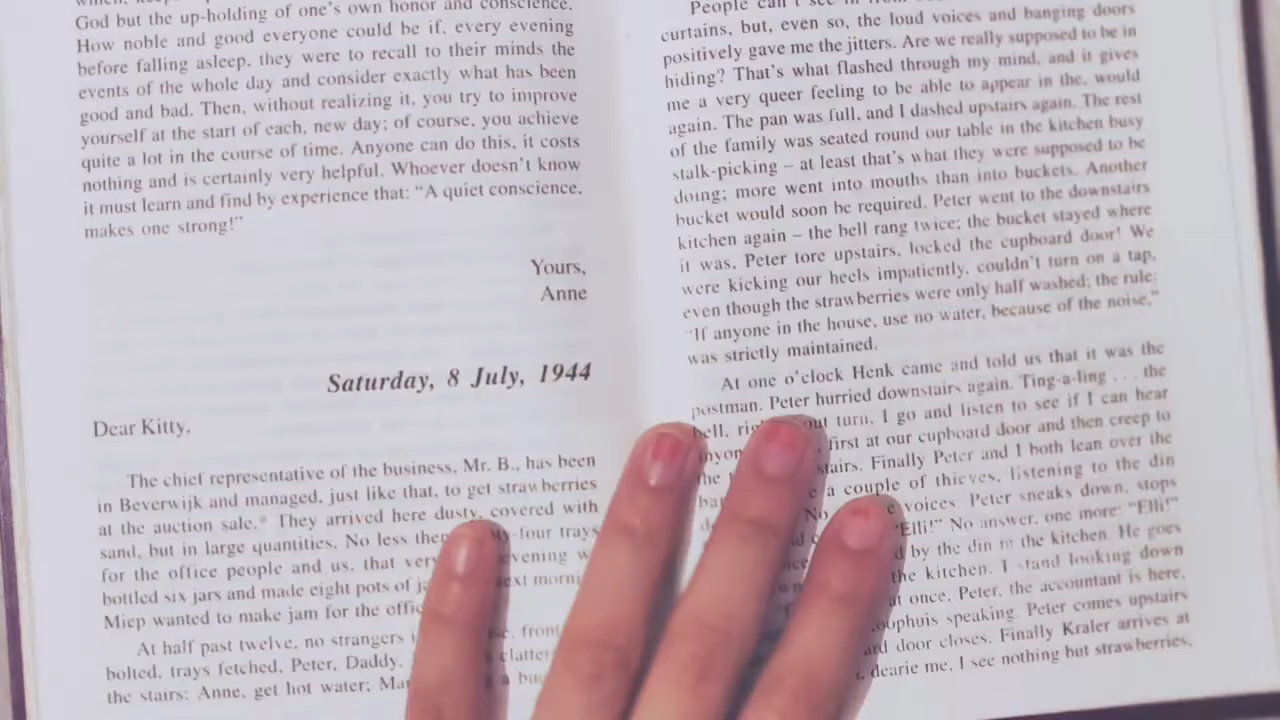 God but the up-holding of one's own honor and conscience.
How noble and good everyone could be if, every evening
before falling asleep, they were to recall to their minds the
events of the whole day and consider exactly what has been
good and bad. Then, without realizing it, you try to improve
yourself at the start of each, new day; of course, you achieve
quite a lot in the course of time. Anyone can do this, it costs
nothing and is certainly very helpful. Whoever doesn't know
it must learn and find by experience that: "A quiet conscience,
makes one strong!"
Yours,
Anne
Saturday, 8 July, 1944
Dear Kitty,
The chief representative of the business, Mr. B., has been
in Beverwijk and managed, just like that, to get strawberries
at the auction sale.* They arrived here dusty, covered with
sand, but in large quantities. No less then -four trays
for the office people and us, that very evening
bottled six jars and made eight pots of next
Miep wanted to make jam for the
At half past twelve, no strangers
bolted, trays fetched, Peter, Daddy,
the stairs: Anne, get hot water; a
People can't see in
curtains, but, even so, the loud voices and banging doors
positively gave me the jitters. Are we really supposed to be in
hiding? That's what flashed through my mind, and it gives
me a very queer feeling to be able to appear in the, would
again. The pan was full, and I dashed upstairs again. The rest
of the family was seated round our table in the kitchen busy
stalk-picking – at least that's what they were supposed to be
doing; more went into mouths than into buckets. Another
bucket would soon be required. Peter went to the downstairs
kitchen again – the bell rang twice; the bucket stayed where
it was, Peter tore upstairs, locked the cupboard door! We
were kicking our heels impatiently, couldn't turn on a tap,
even though the strawberries were only half washed; the rule:
"If anyone in the house, use no water, because of the noise,"
was strictly maintained.
At one o'clock Henk came and told us that it was the
postman. Peter hurried downstairs again. Ting-a-ling . . . the
bell, out turn. I go and listen to see if I can hear
first at our cupboard door and then creep to
the stairs. Finally Peter and I both lean over the
a couple of thieves, listening to the din
No voices Peter sneaks down, stops
"Elli!" No answer, one more: "Elli!"
by the din in the kitchen. He goes
the kitchen. I stand looking down
at once, Peter, the accountant is here,
speaking. Peter comes upstairs
door closes. Finally Kraler arrives at
dearie me, I see nothing but strawberries,